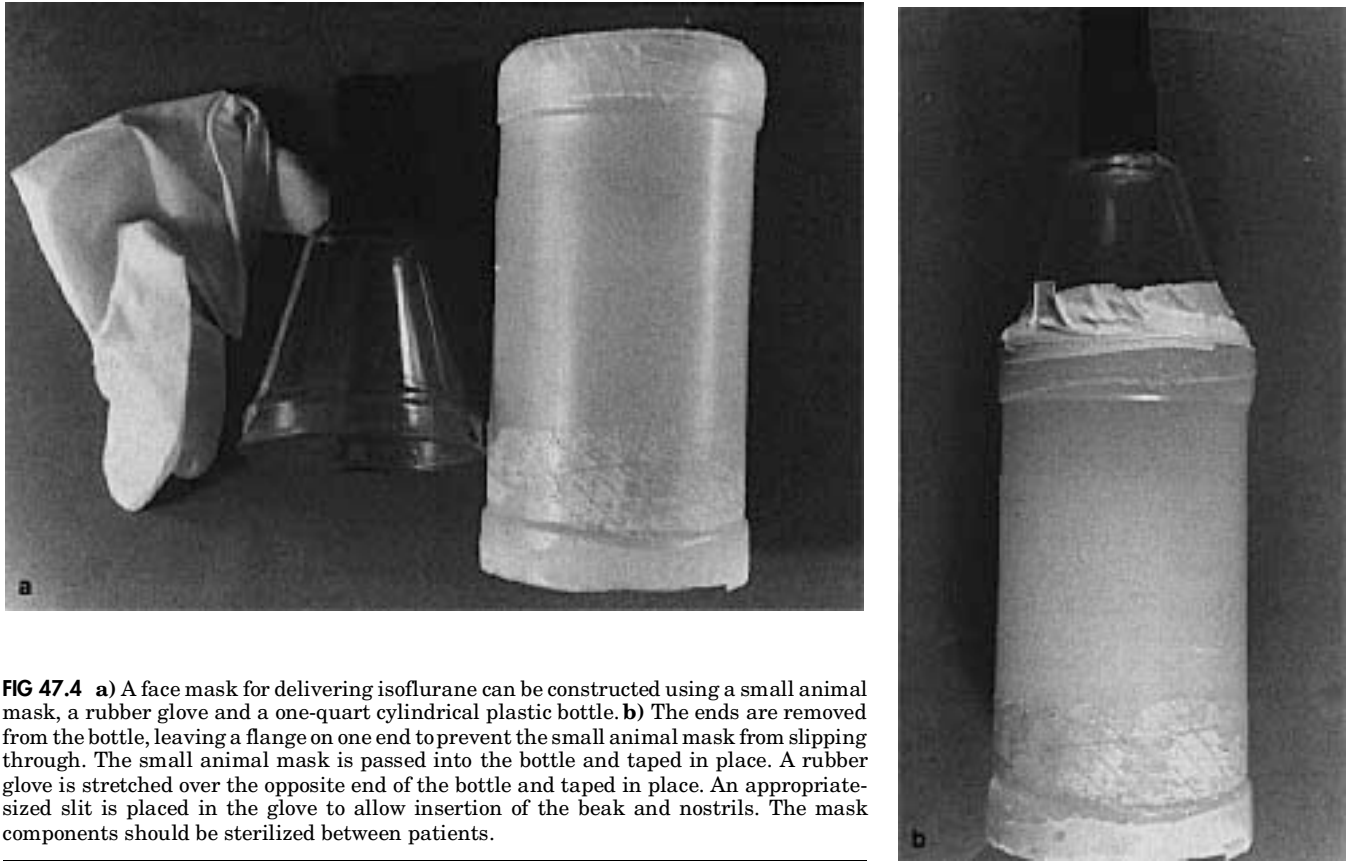 a
b
FIG 47.4 a) A face mask for delivering isoflurane can be constructed using a small animal
mask, a rubber glove and a one-quart cylindrical plastic bottle. b) The ends are removed
from the bottle, leaving a flange on one end to prevent the small animal mask from slipping
through. The small animal mask is passed into the bottle and taped in place. A rubber
glove is stretched over the opposite end of the bottle and taped in place. An appropriate-
sized slit is placed in the glove to allow insertion of the beak and nostrils. The mask
components should be sterilized between patients.